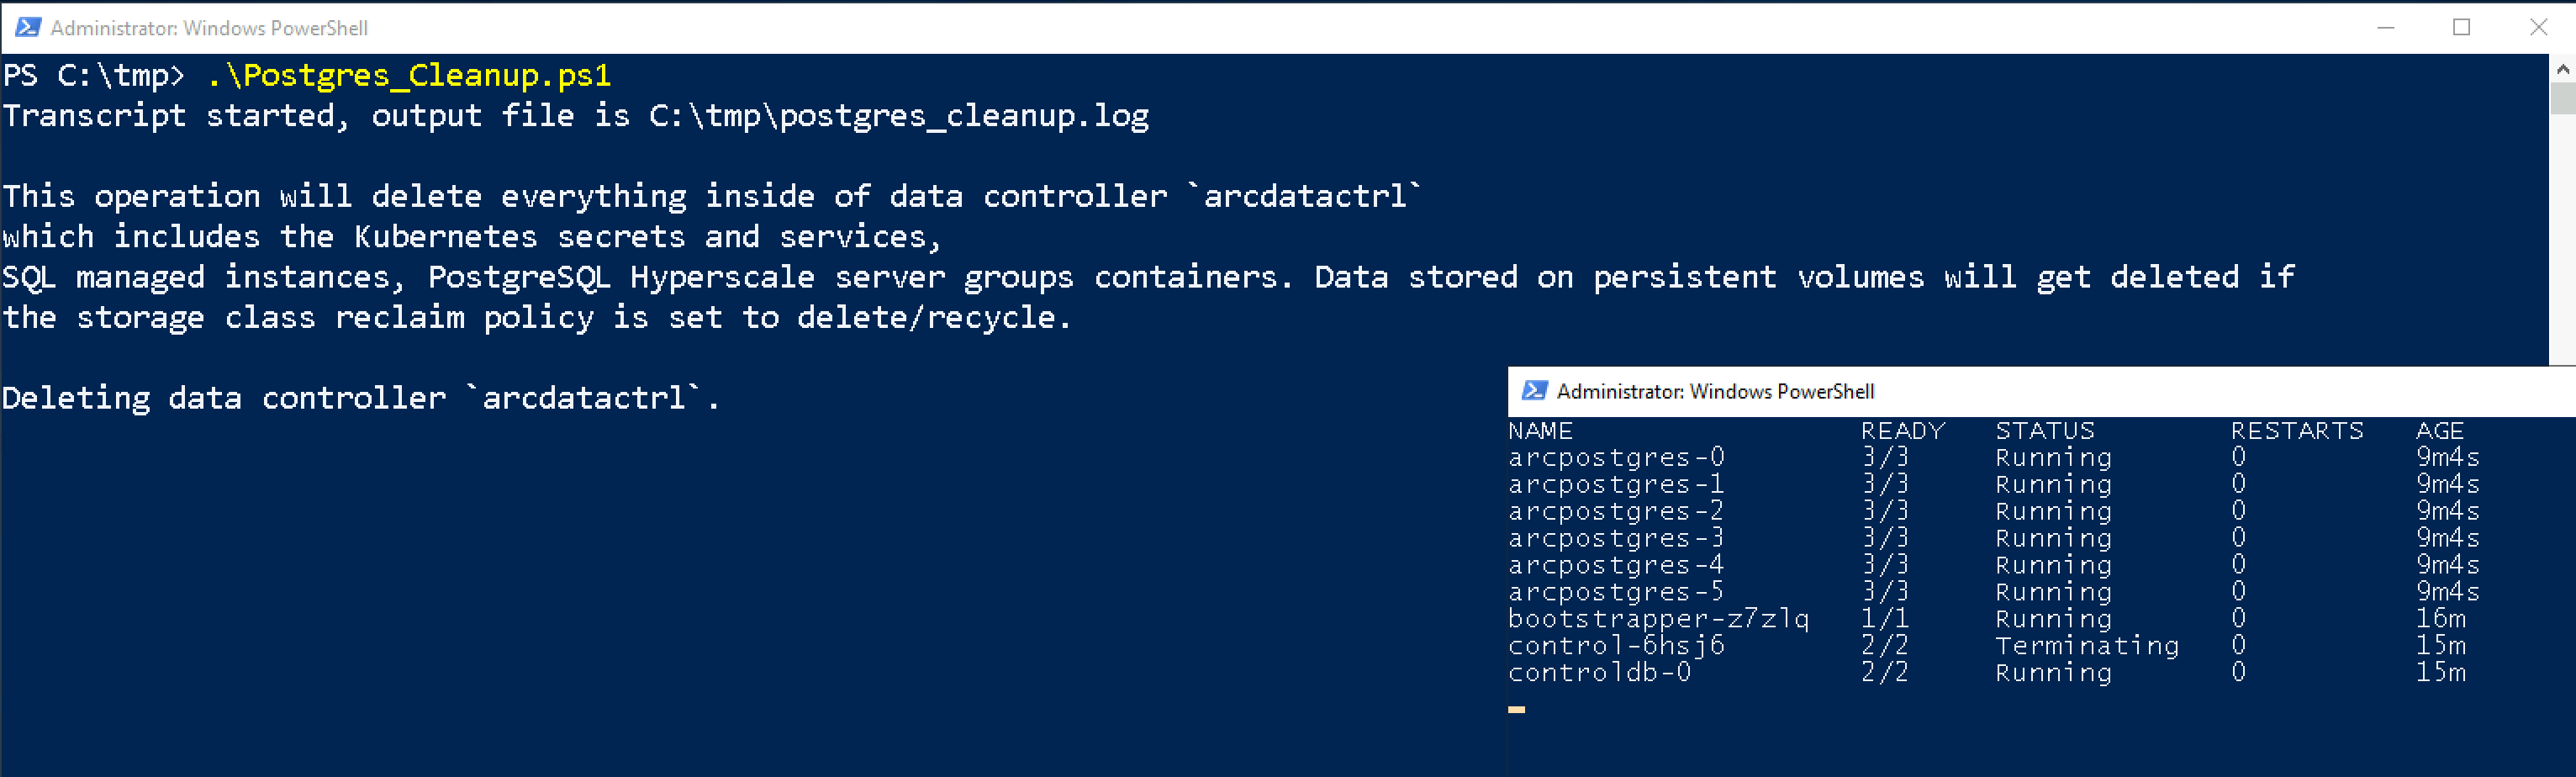 Administrator: Windows PowerShell
PS C:\tmp> .\Postgres_Cleanup.ps1
Transcript started, output file is C:\tmp\postgres_cleanup.log
This operation will delete everything inside of data controller `arcdatactrl`
which includes the Kubernetes secrets and services,
SQL managed instances, PostgreSQL Hyperscale server groups containers. Data stored on persistent volumes will get deleted if
the storage class reclaim policy is set to delete/recycle.
Deleting data controller `arcdatactrl`.
Administrator: Windows PowerShell
NAME READY STATUS RESTARTS AGE
arcpostgres-0 3/3 Running 0 9m4s
arcpostgres-1 3/3 Running 0 9m4s
arcpostgres-2 3/3 Running 0 9m4s
arcpostgres-3 3/3 Running 0 9m4s
arcpostgres-4 3/3 Running 0 9m4s
arcpostgres-5 3/3 Running 0 9m4s
bootstrapper-z7zlq 1/1 Running 0 16m
control-6hsj6 2/2 Terminating 0 15m
controldb-0 2/2 Running 0 15m